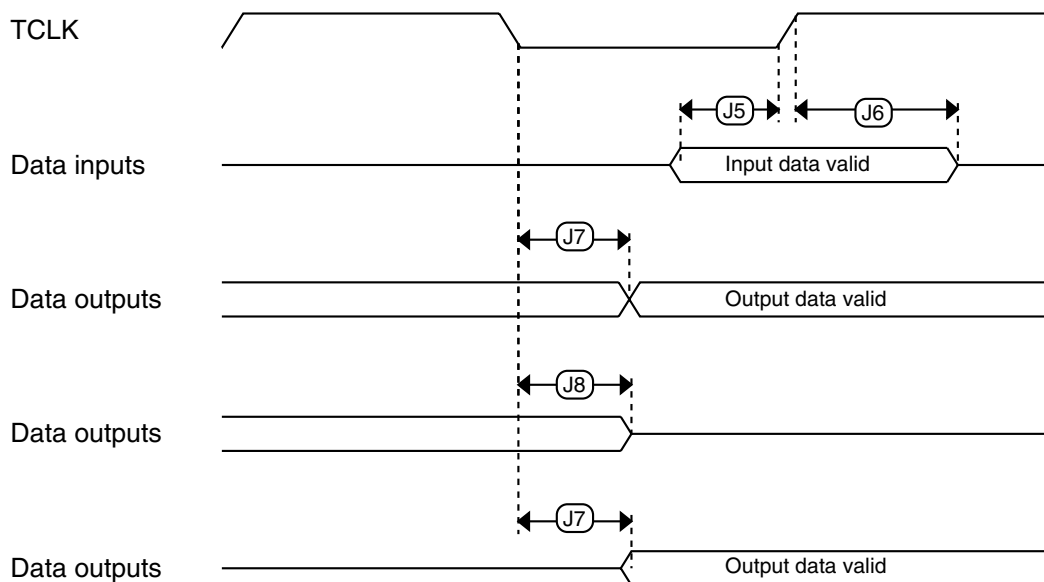 TCLK
J5 J6
Data inputs Input data valid
J7
Data outputs Output data valid
J8
Data outputs
J7
Data outputs Output data valid